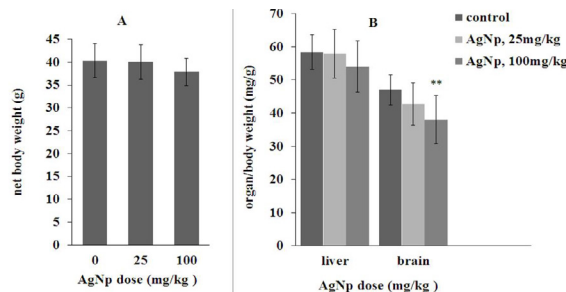 A
net body weight (g)
45
40
35
30
25
20
15
10
5
0
0 25 100
AgNp dose (mg/kg )
B
organ/body weight (mg/g)
70
60
50
40
30
20
10
0
control
AgNp, 25mg/kg
AgNp, 100mg/kg
**
liver brain
AgNp dose (mg/kg )